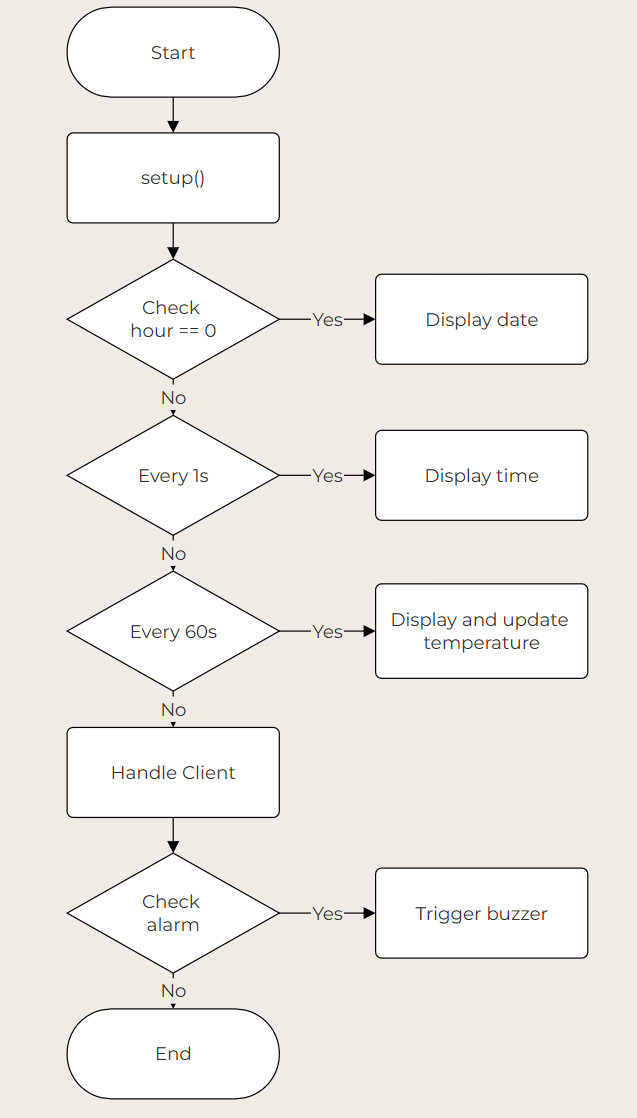 Start
setup()
Check
hour == 0
Yes
Display date
No
Every 1s
Yes
Display time
No
Every 60s
Yes
Display and update
temperature
No
Handle Client
Check
alarm
Yes
Trigger buzzer
No
End